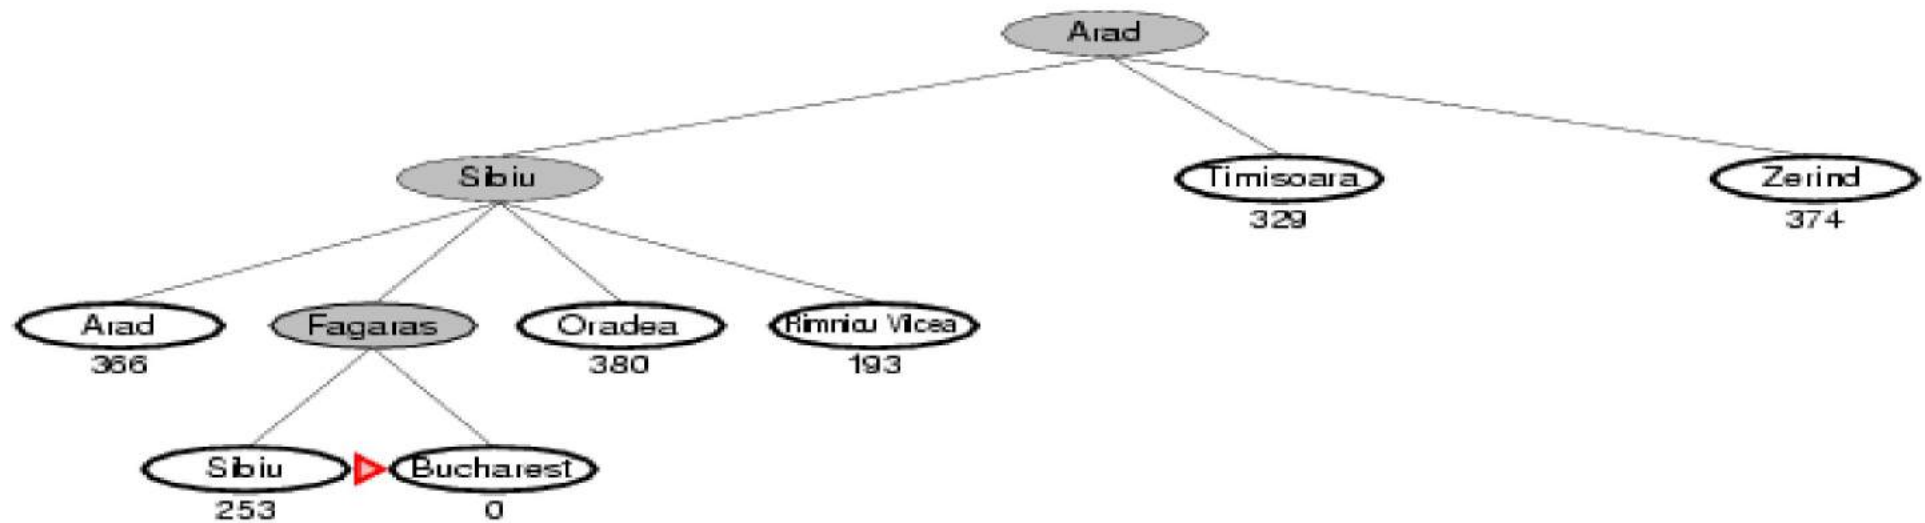 Arad
Sibiu
Timisoara
Zerind
329
374
Arad
Fagaras
Oradea
Rimnicu Vilcea
366
380
193
Sibiu
Bucharest
253
0